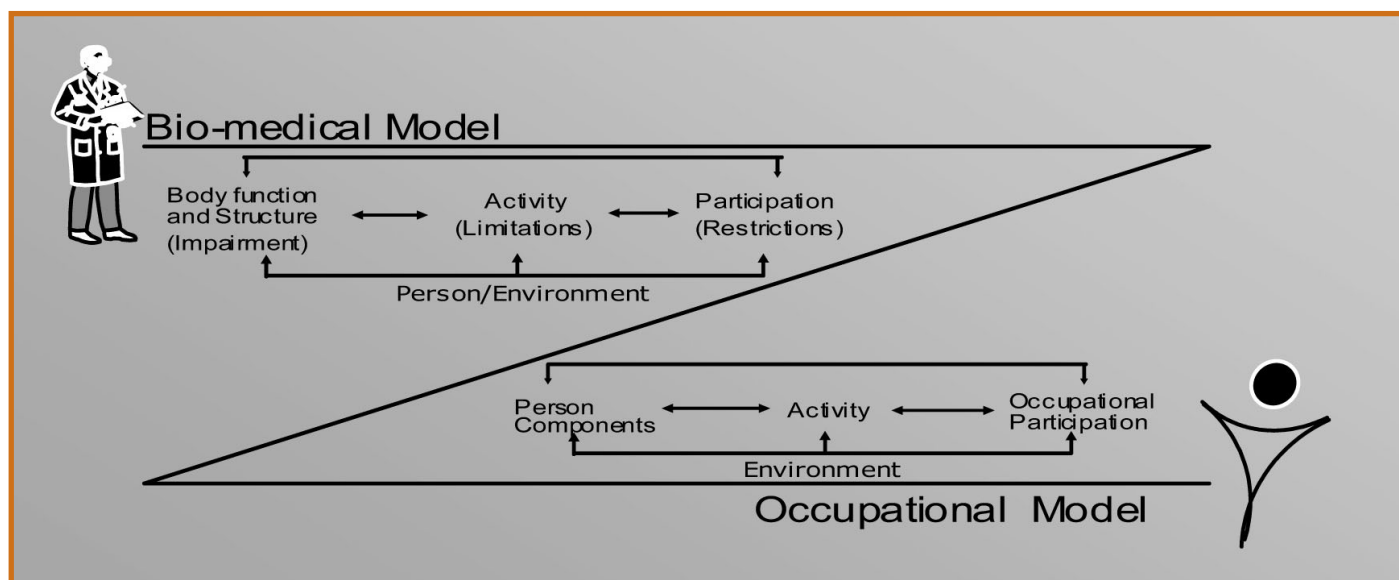 Bio-medical Model
Body function
and Structure
(Impairment)
Activity
(Limitations)
Participation
(Restrictions)
Person/Environment
Person
Components
Activity
Occupational
Participation
Environment
Occupational Model